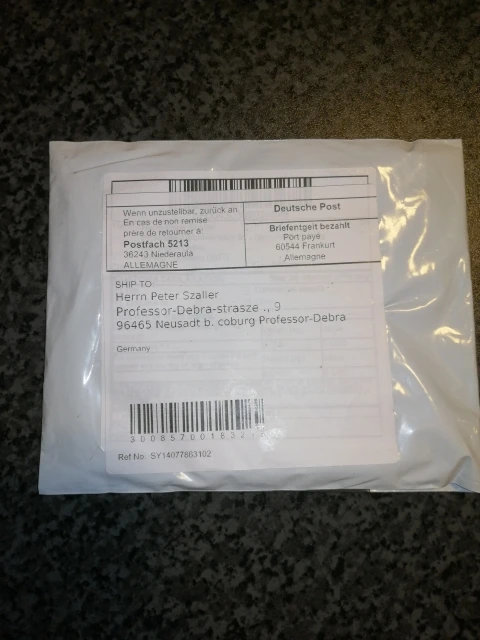 Wenn unzustellbar, zurück an
En cas de non remise
prère de retourner à:
Postfach 5213
36243 Niederaula
ALLEMAGNE
Deutsche Post
Briefentgelt bezahlt
Port payé
60544 Frankurt
Allemagne
SHIP TO:
Herrn Peter Szaller
Professor-Debra-strasze ., 9
96465 Neusadt b. coburg Professor-Debra
Germany
Ref No: SY14077863102